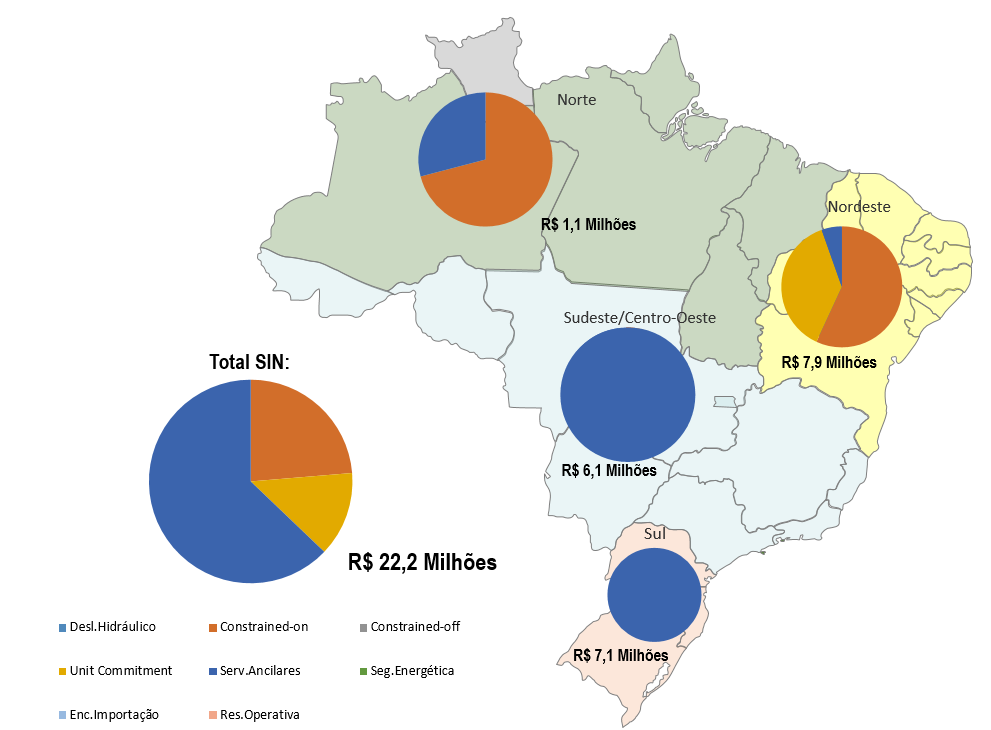 Norte
R$ 1,1 Milhões
Nordeste
R$ 7,9 Milhões
Sudeste/Centro-Oeste
R$ 6,1 Milhões
Total SIN:
R$ 22,2 Milhões
Sul
R$ 7,1 Milhões
Desl.Hidráulico
Constrained-on
Constrained-off
Unit Commitment
Serv.Ancilares
Seg.Energética
Enc.Importação
Res.Operativa